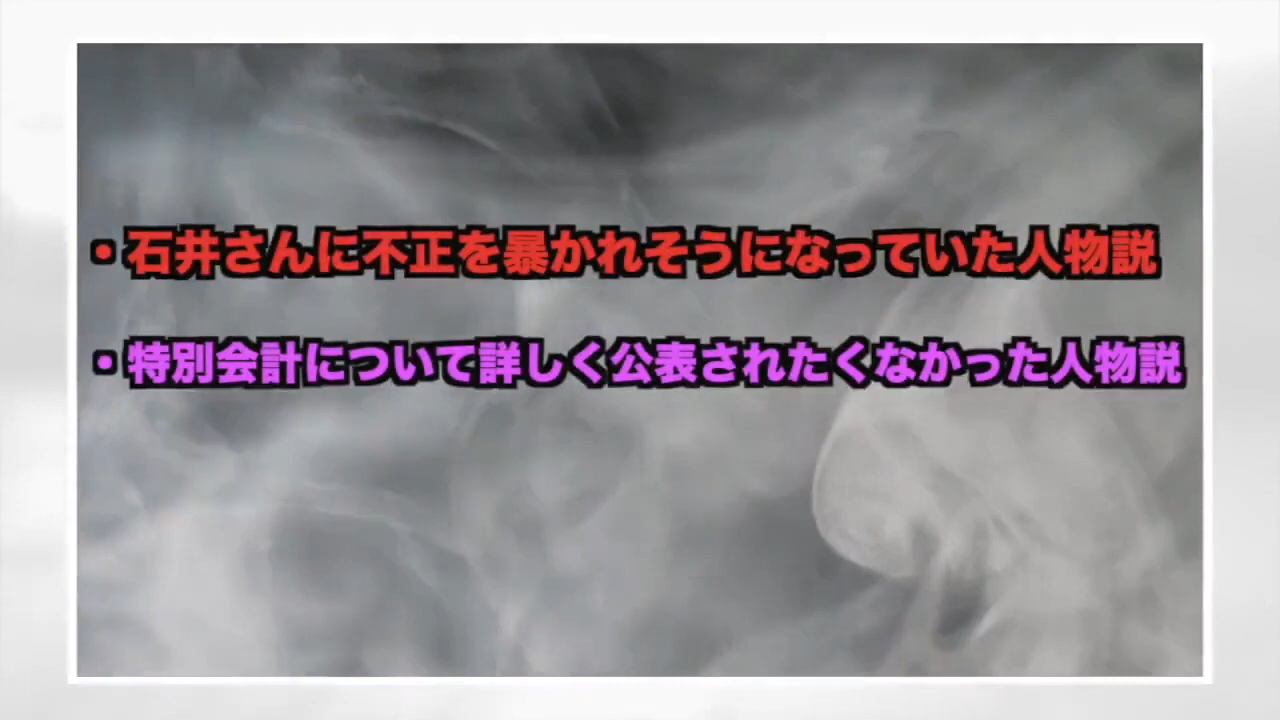 ・石井さんに不正を暴かれそうになっていた人物説
・特別会計について詳しく公表されたくなかった人物説